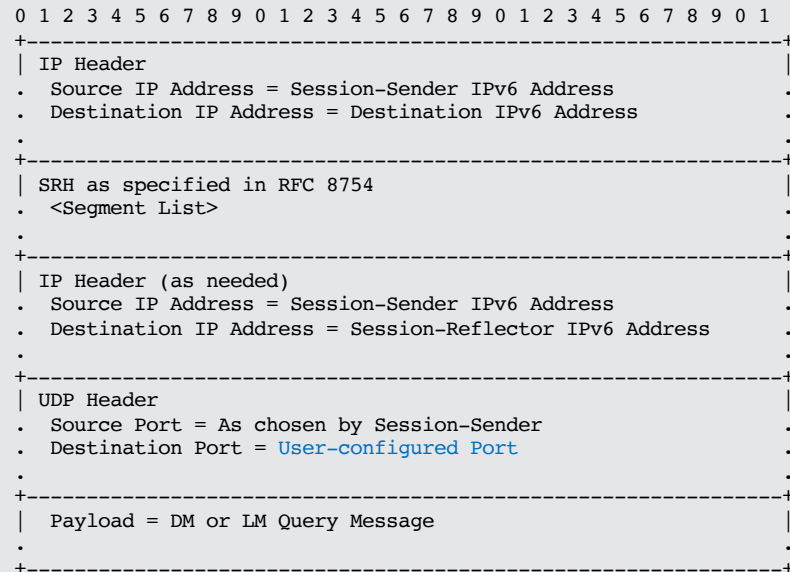 0 1 2 3 4 5 6 7 8 9 0 1 2 3 4 5 6 7 8 9 0 1 2 3 4 5 6 7 8 9 0 1
+---------------------------------------------------------------+
| IP Header |
. Source IP Address = Session-Sender IPv6 Address .
. Destination IP Address = Destination IPv6 Address .
. .
+---------------------------------------------------------------+
| SRH as specified in RFC 8754 |
. <Segment List> .
. .
+---------------------------------------------------------------+
| IP Header (as needed) |
. Source IP Address = Session-Sender IPv6 Address .
. Destination IP Address = Session-Reflector IPv6 Address .
. .
+---------------------------------------------------------------+
| UDP Header |
. Source Port = As chosen by Session-Sender .
. Destination Port = User-configured Port .
. .
+---------------------------------------------------------------+
| Payload = DM or LM Query Message |
. .
+---------------------------------------------------------------+